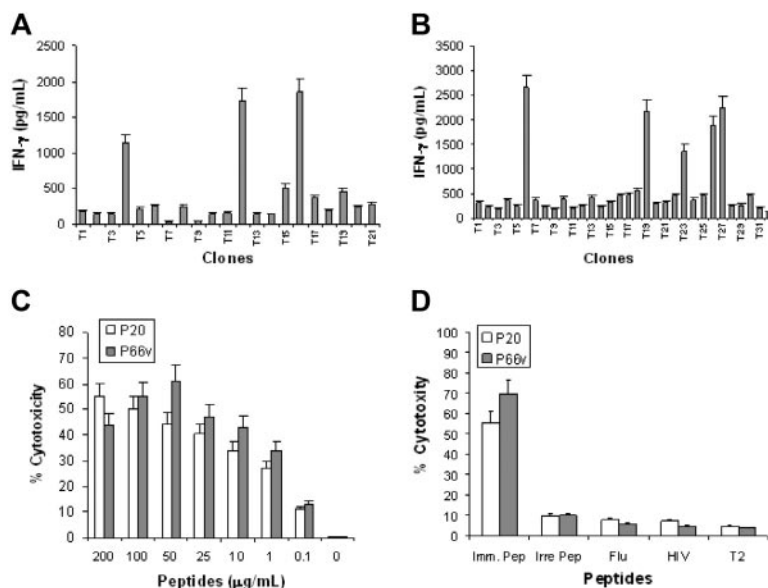 A
IFN-γ (pg/mL)
2500
2000
1500
1000
500
0
T1 T3 T5 T7 T9 T11 T13 T15 T17 T19 T21
Clones
B
IFN-γ (pg/mL)
3500
3000
2500
2000
1500
1000
500
0
T1 T3 T5 T7 T9 T11 T13 T15 T17 T19 T21 T23 T25 T27 T29 T31
Clones
C
% Cytotoxicity
80
70
60
50
40
30
20
10
0
P20
P66v
200 100 50 25 10 1 0.1 0
Peptides (µg/mL)
D
% Cytotoxity
100
90
80
70
60
50
40
30
20
10
0
P20
P66v
Imm. Pep Irre Pep Flu HIV T2
Peptides